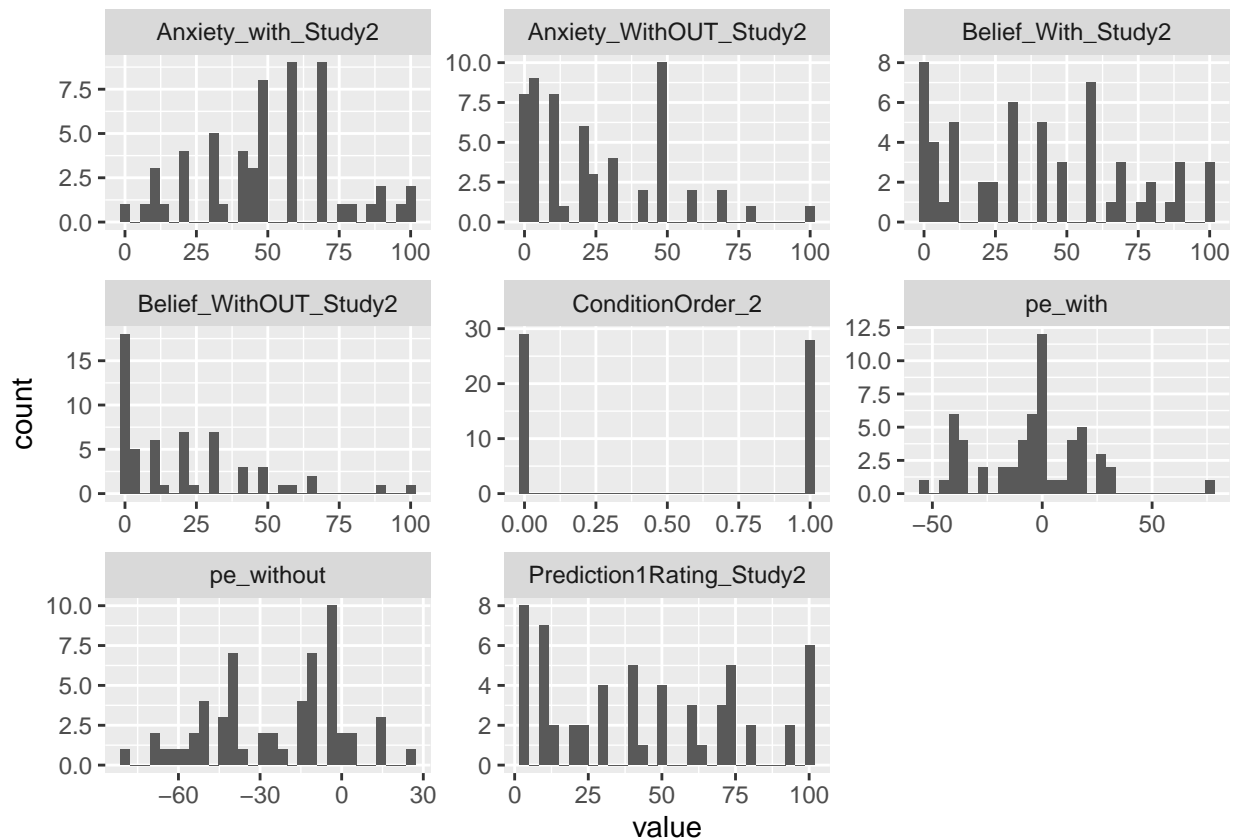 Anxiety_with_Study2 Anxiety_WithOUT_Study2 Belief_With_Study2
7.5 10.0 8
5.0 7.5 6
2.5 5.0 4
0.0 2.5 2
0.0 0
0 25 50 75 100 0 25 50 75 100 0 25 50 75 100
Belief_WithOUT_Study2 ConditionOrder_2 pe_with
15 30 12.5
10 20 10.0
5 10 7.5
0 0 5.0
2.5
0.0
0 25 50 75 100 0.00 0.25 0.50 0.75 1.00 −50 0 50
pe_without Prediction1Rating_Study2
10.0 8
7.5 6
5.0 4
2.5 2
0.0 0
−60 −30 0 30 0 25 50 75 100
count
value